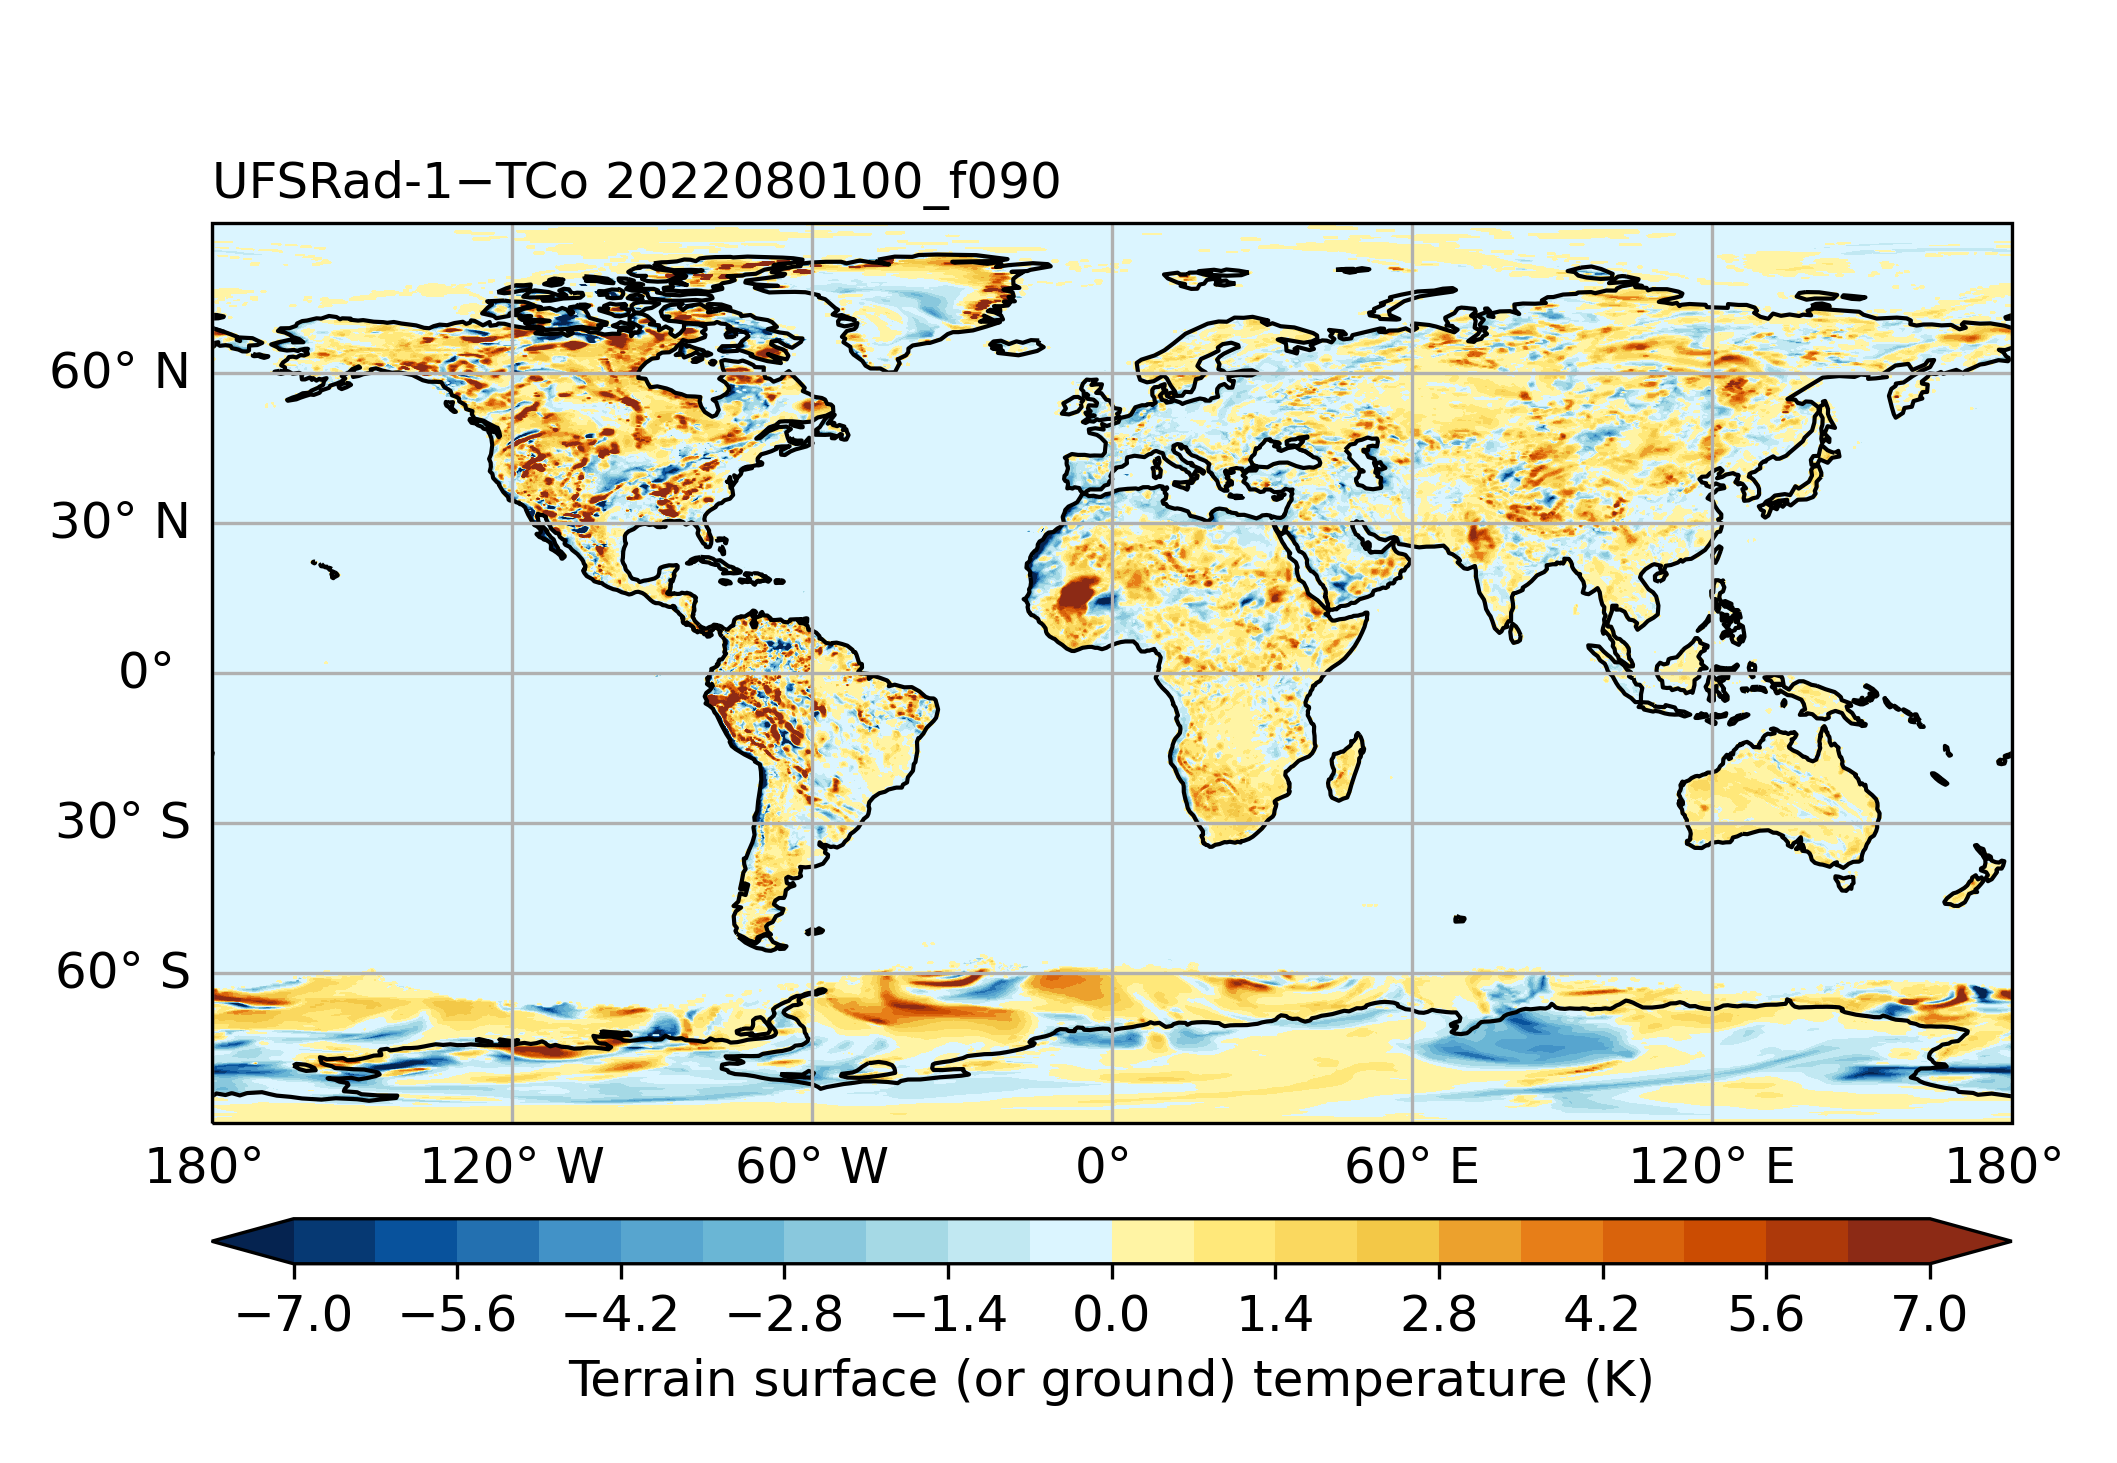 UFSRad-1−TCo 2022080100_f090
60° N
30° N
0°
30° S
60° S
180° 120° W 60° W 0° 60° E 120° E 180°
−7.0 −5.6 −4.2 −2.8 −1.4 0.0 1.4 2.8 4.2 5.6 7.0
Terrain surface (or ground) temperature (K)